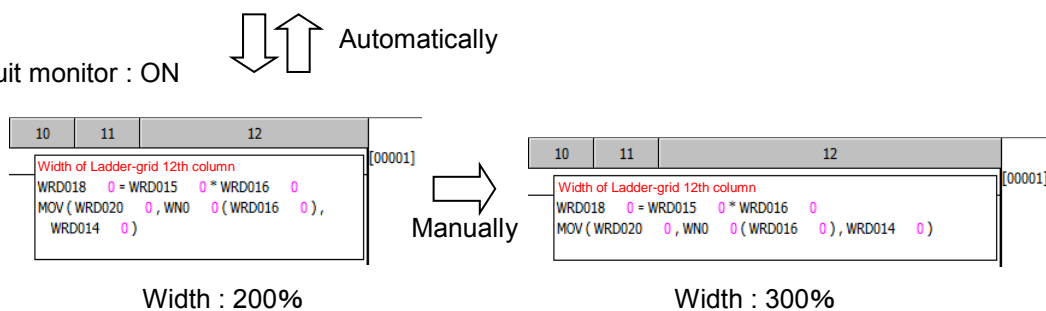 Automatically
uit monitor : ON
10 11 12
[00001]
Width of Ladder-grid 12th column
WRD018 0 = WRD015 0 * WRD016 0
MOV ( WRD020 0 , WN0 0 ( WRD016 0 ) ,
WRD014 0 )
Width : 200%
Manually
10 11 12
[00001]
Width of Ladder-grid 12th column
WRD018 0 = WRD015 0 * WRD016 0
MOV ( WRD020 0 , WN0 0 ( WRD016 0 ) , WRD014 0 )
Width : 300%